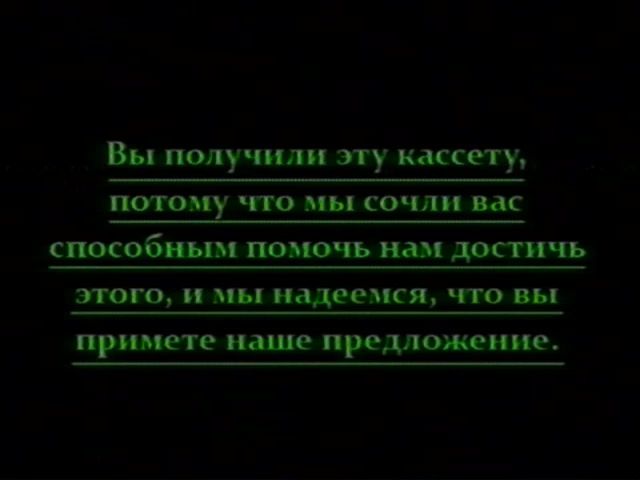 Вы получили эту кассету,
потому что мы сочли вас
способным помочь нам достичь
этого, и мы надеемся, что вы
примете наше предложение.